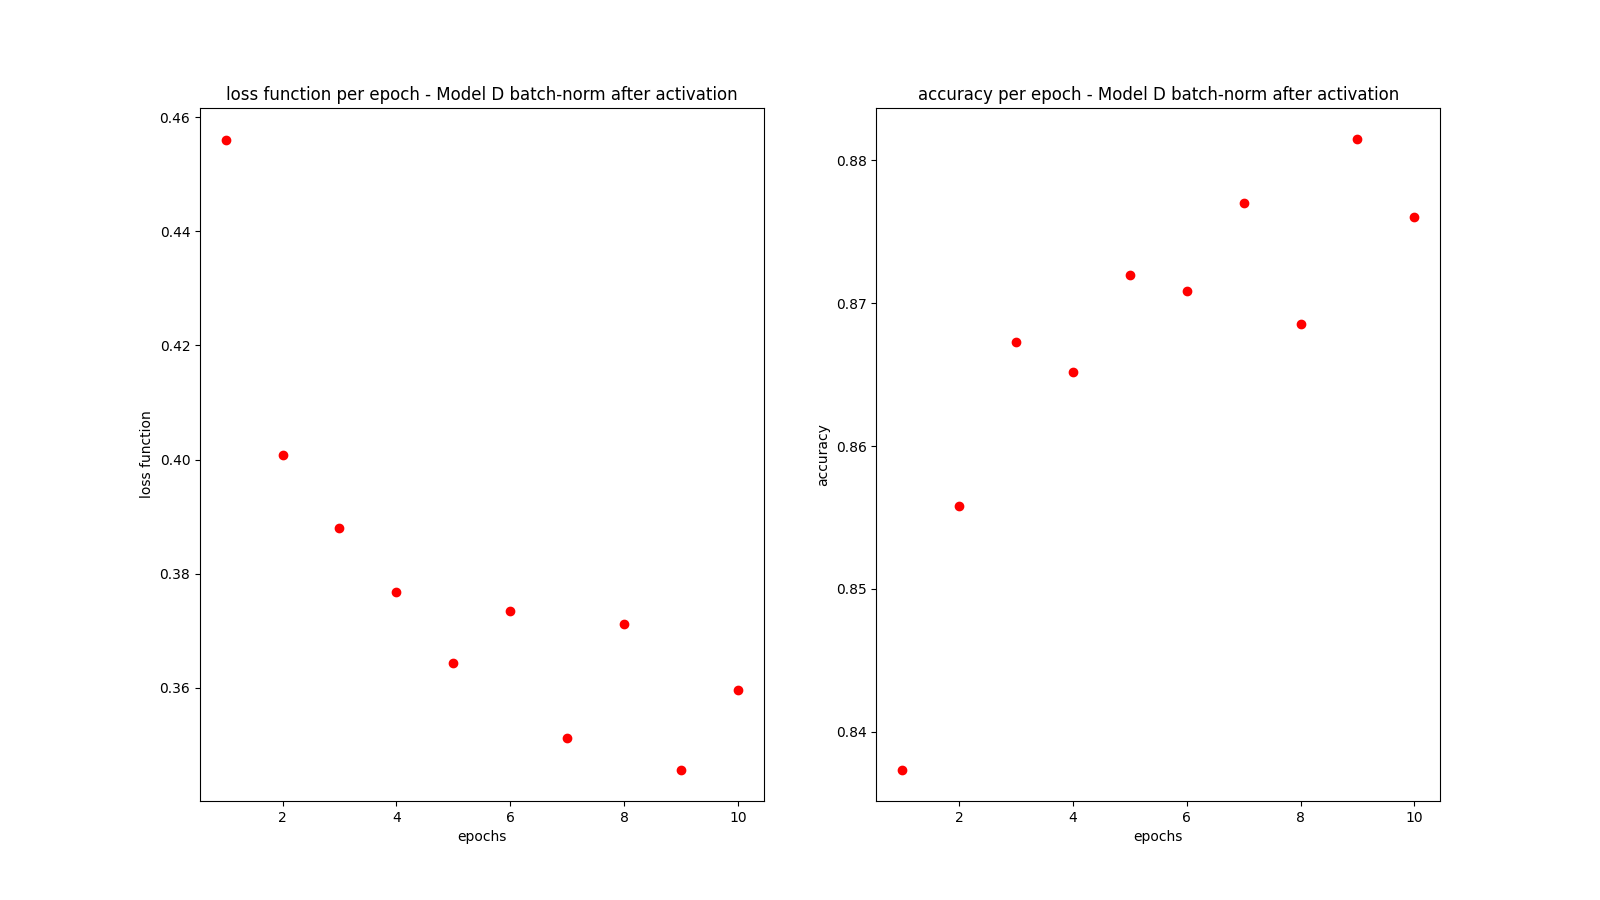 loss function per epoch - Model D batch-norm after activation
0.46
0.44
0.42
0.40
0.38
0.36
loss function
2 4 6 8 10
epochs
accuracy per epoch - Model D batch-norm after activation
0.88
0.87
0.86
0.85
0.84
accuracy
2 4 6 8 10
epochs